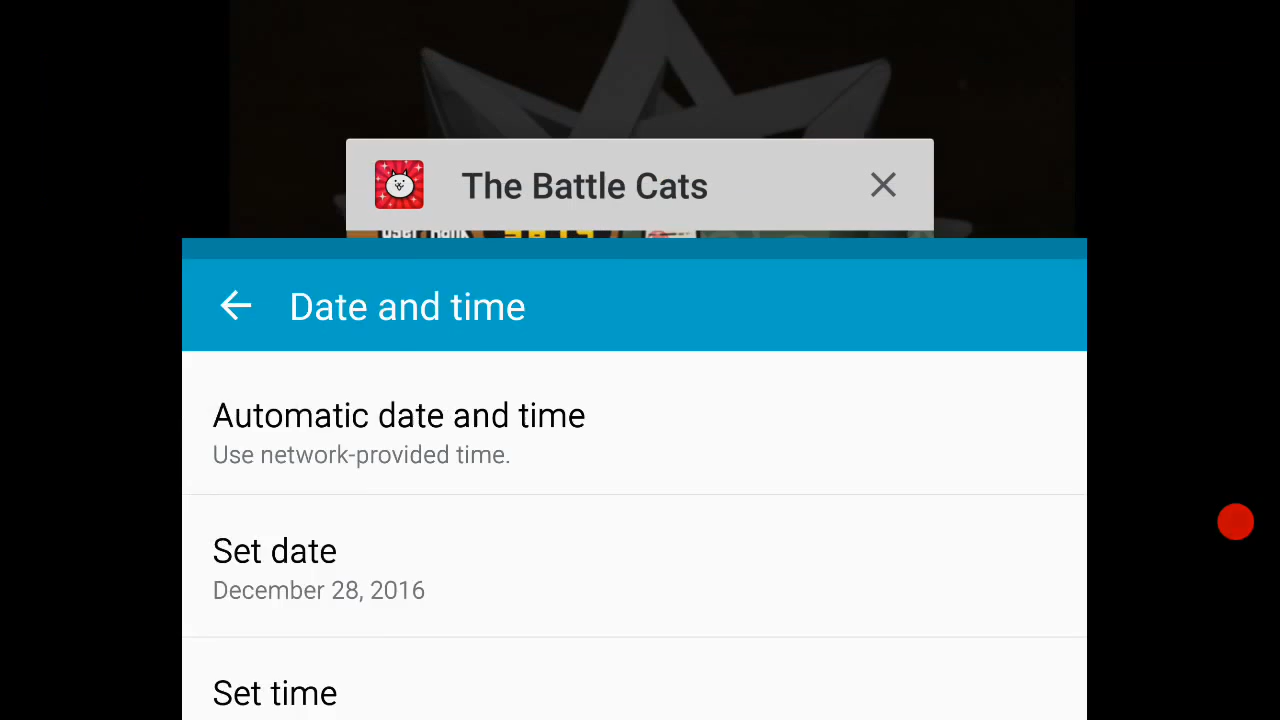 The Battle Cats
Date and time
Automatic date and time
Use network-provided time.
Set date
December 28, 2016
Set time